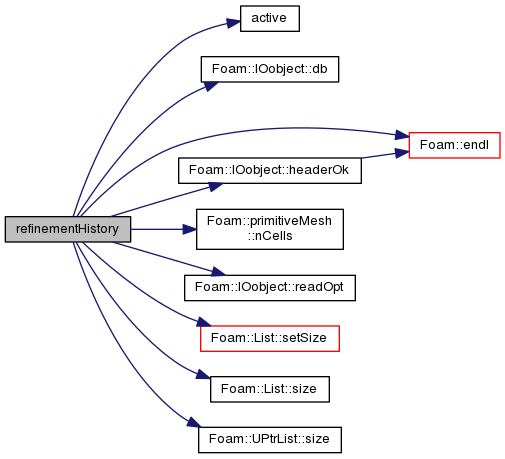 active
Foam::IOobject::db
Foam::endl
Foam::IOobject::headerOk
refinementHistory
Foam::primitiveMesh
::nCells
Foam::IOobject::readOpt
Foam::List::setSize
Foam::List::size
Foam::UPtrList::size